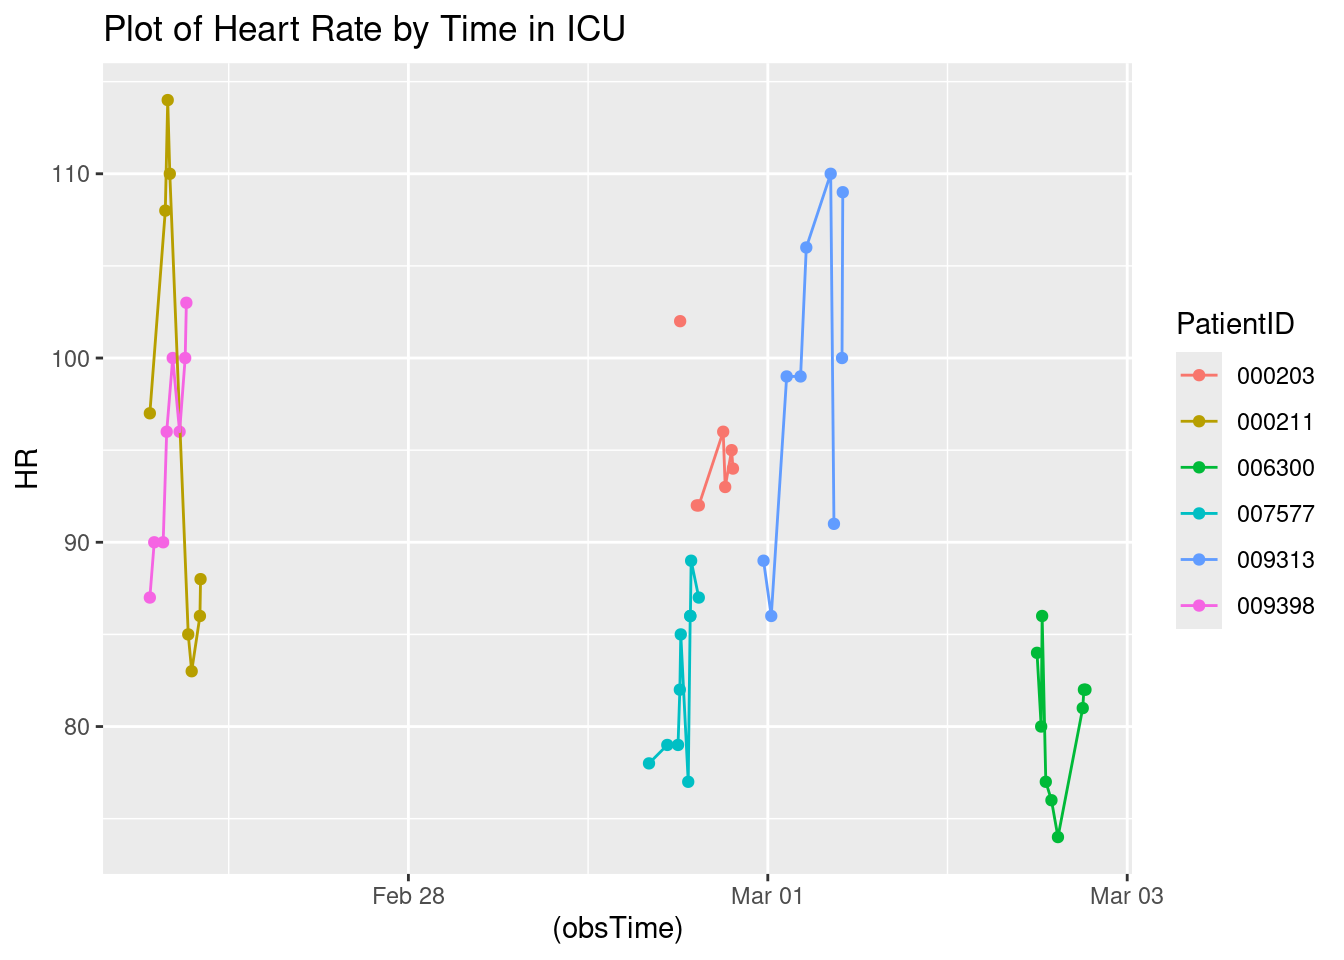 Plot of Heart Rate by Time in ICU
HR
110
100
90
80
Feb 28
Mar 01
Mar 03
(obsTime)
PatientID
000203
000211
006300
007577
009313
009398